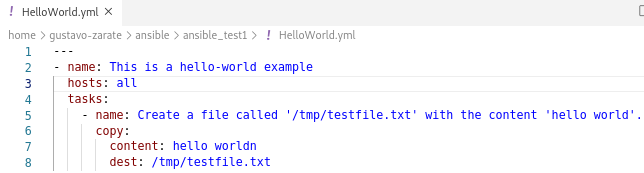 ! HelloWorld.yml ×
home > gustavo-zarate > ansible > ansible_test1 > ! HelloWorld.yml
1 ---
2 - name: This is a hello-world example
3 hosts: all
4 tasks:
5 - name: Create a file called '/tmp/testfile.txt' with the content 'hello world'.
6 copy:
7 content: hello worldn
8 dest: /tmp/testfile.txt